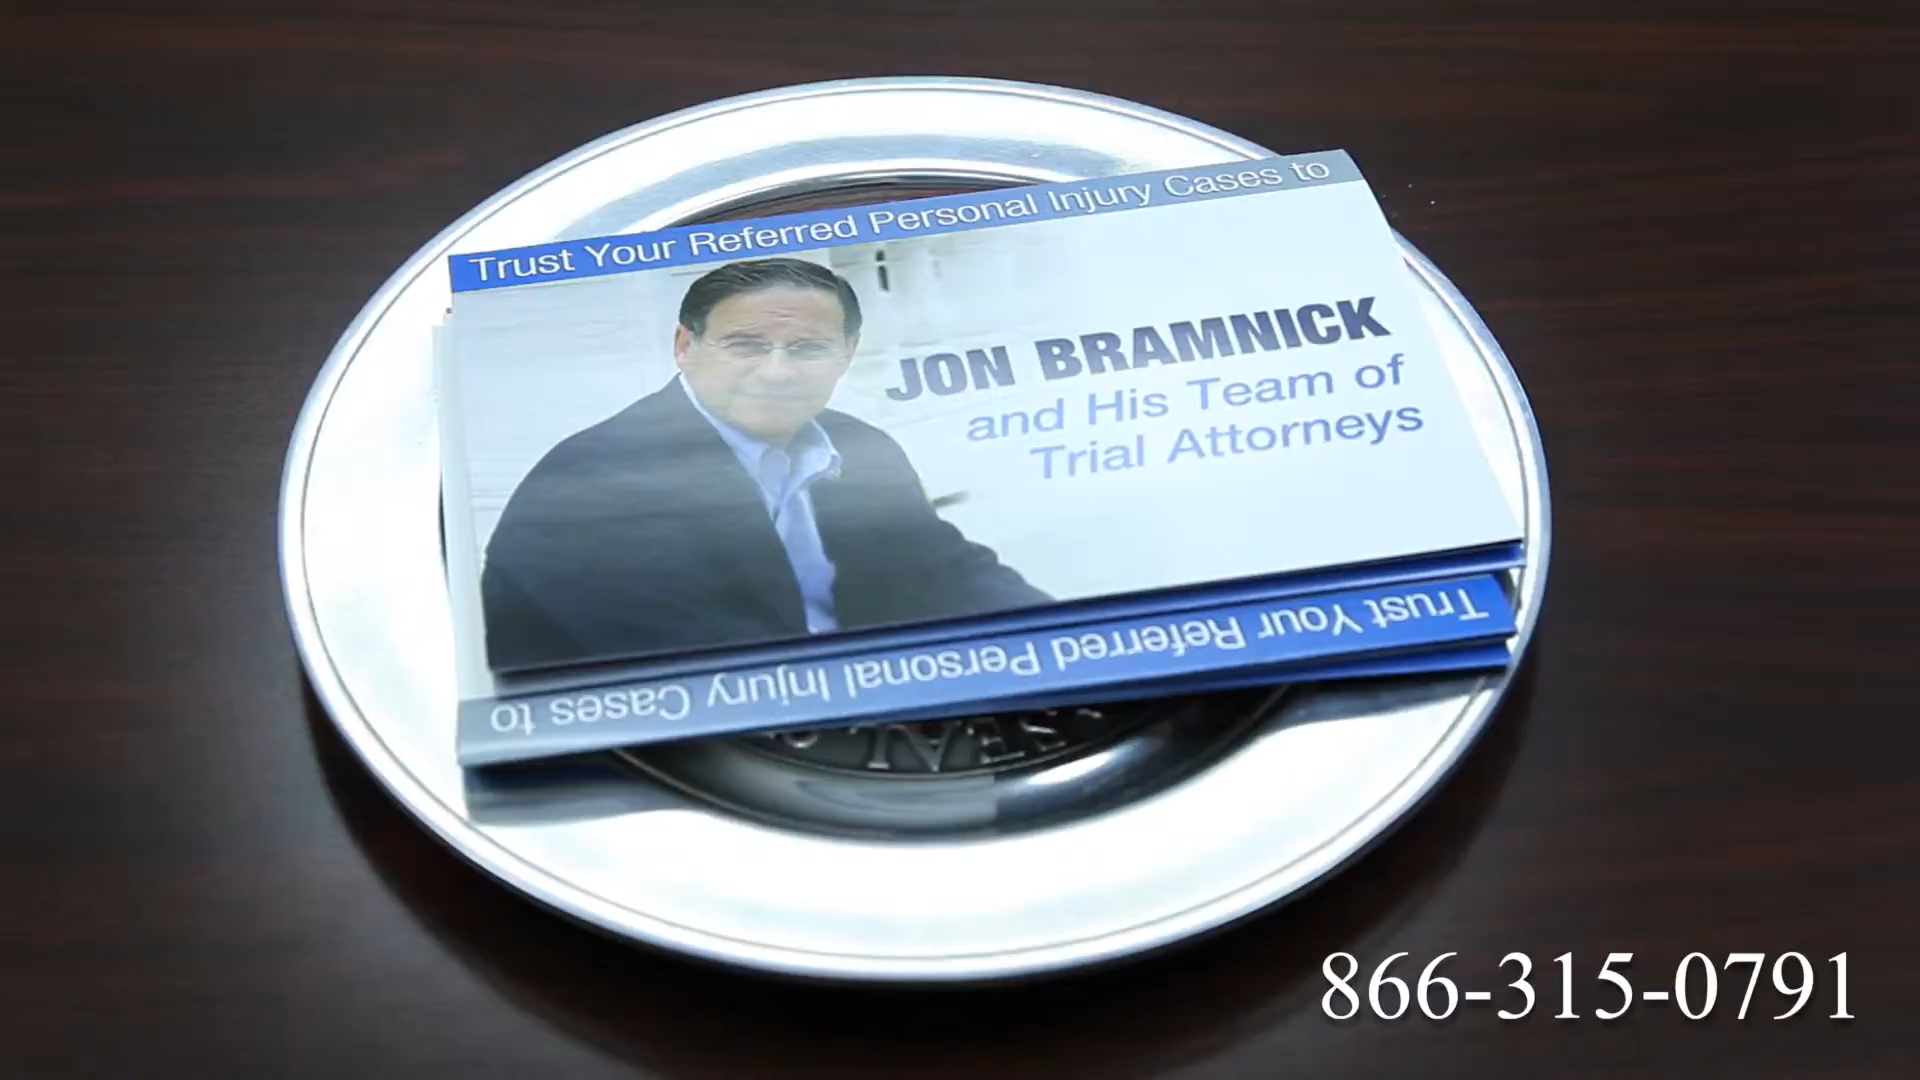 Trust Your Referred Personal Injury Cases to
JON BRAMNICK
and His Team of
Trial Attorneys
Trust Your Referred Personal Injury Cases to
866-315-0791